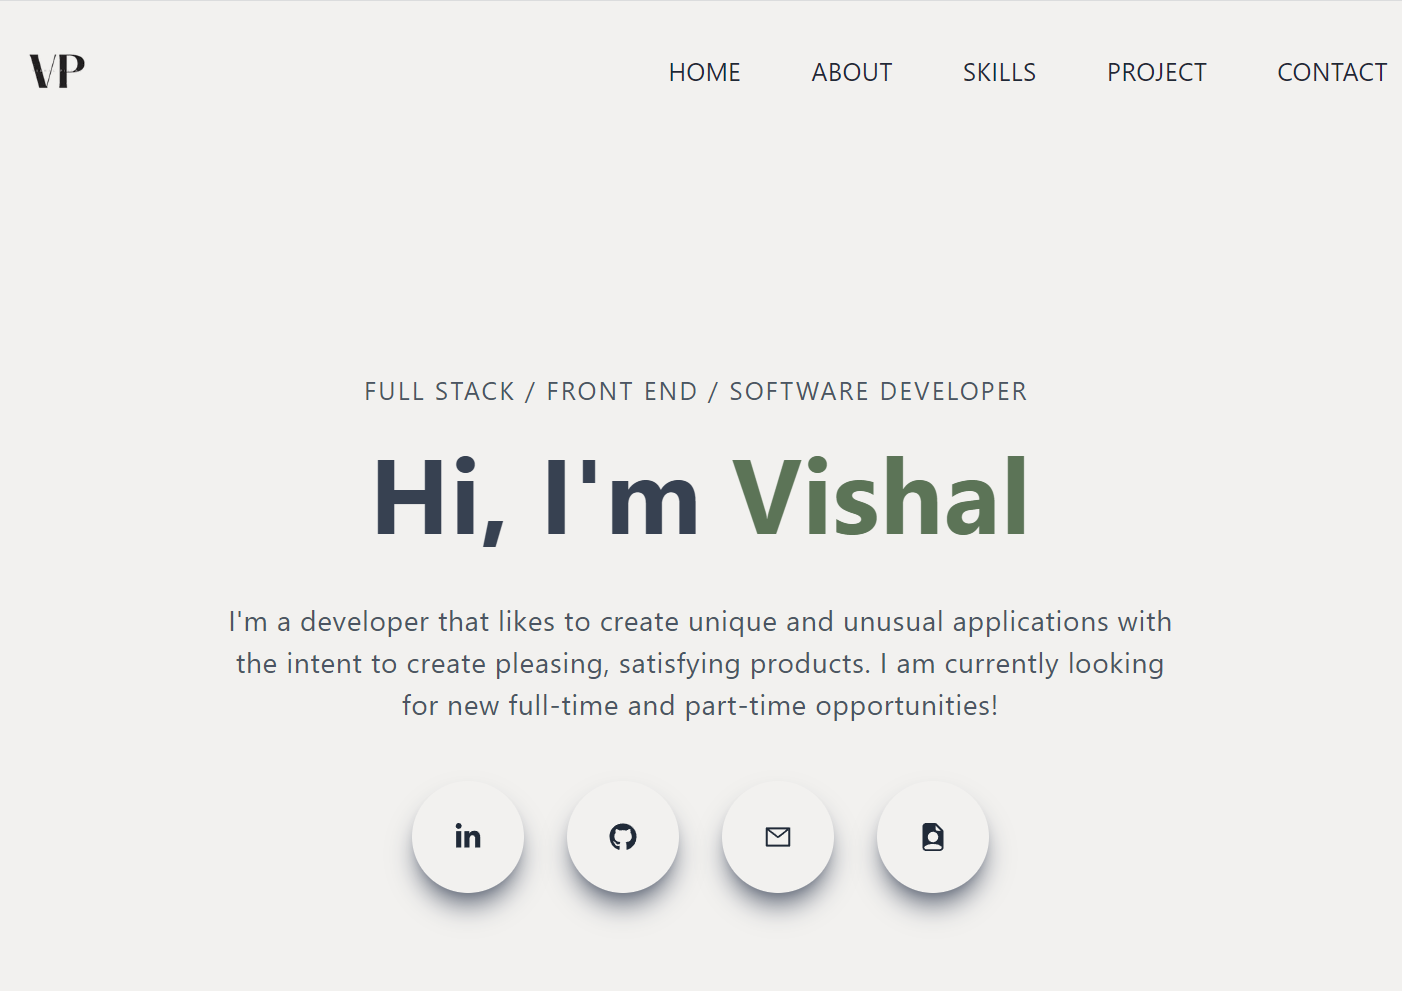 VP
HOME ABOUT SKILLS PROJECT CONTACT
FULL STACK / FRONT END / SOFTWARE DEVELOPER
Hi, I'm Vishal
I'm a developer that likes to create unique and unusual applications with
the intent to create pleasing, satisfying products. I am currently looking
for new full-time and part-time opportunities!
in